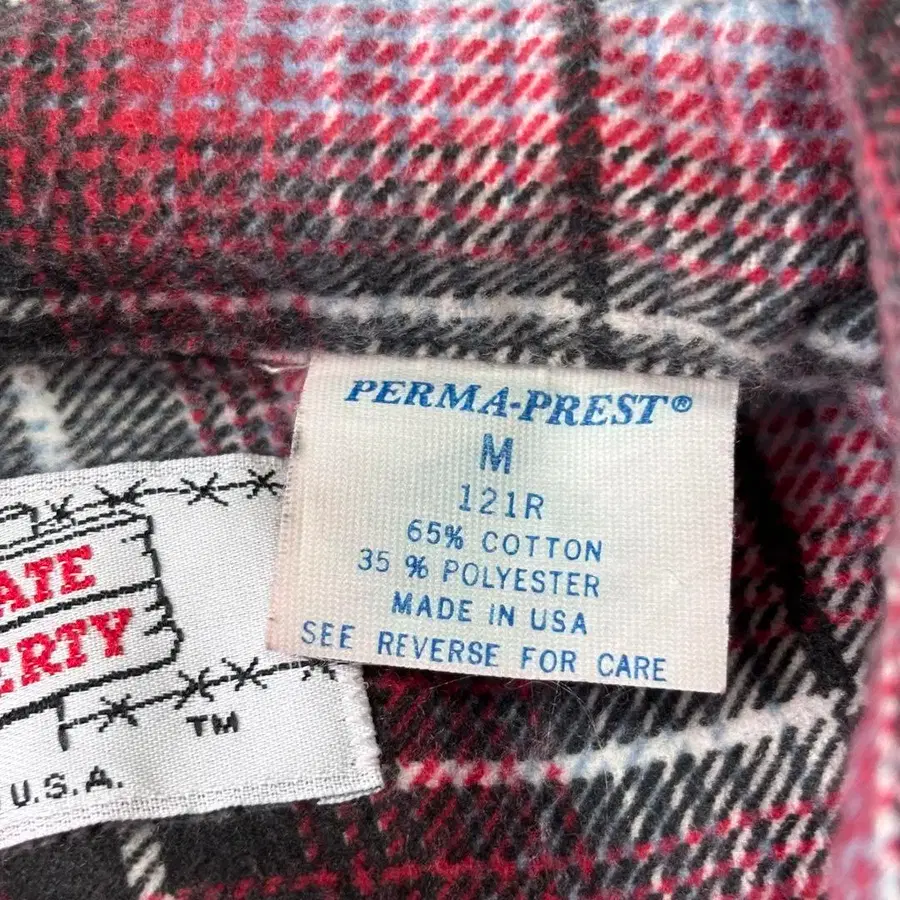 PERMA-PREST®
M
121R
65% COTTON
35 % POLYESTER
MADE IN USA
SEE REVERSE FOR CARE
ATE
ERTY
TM
U.S.A.